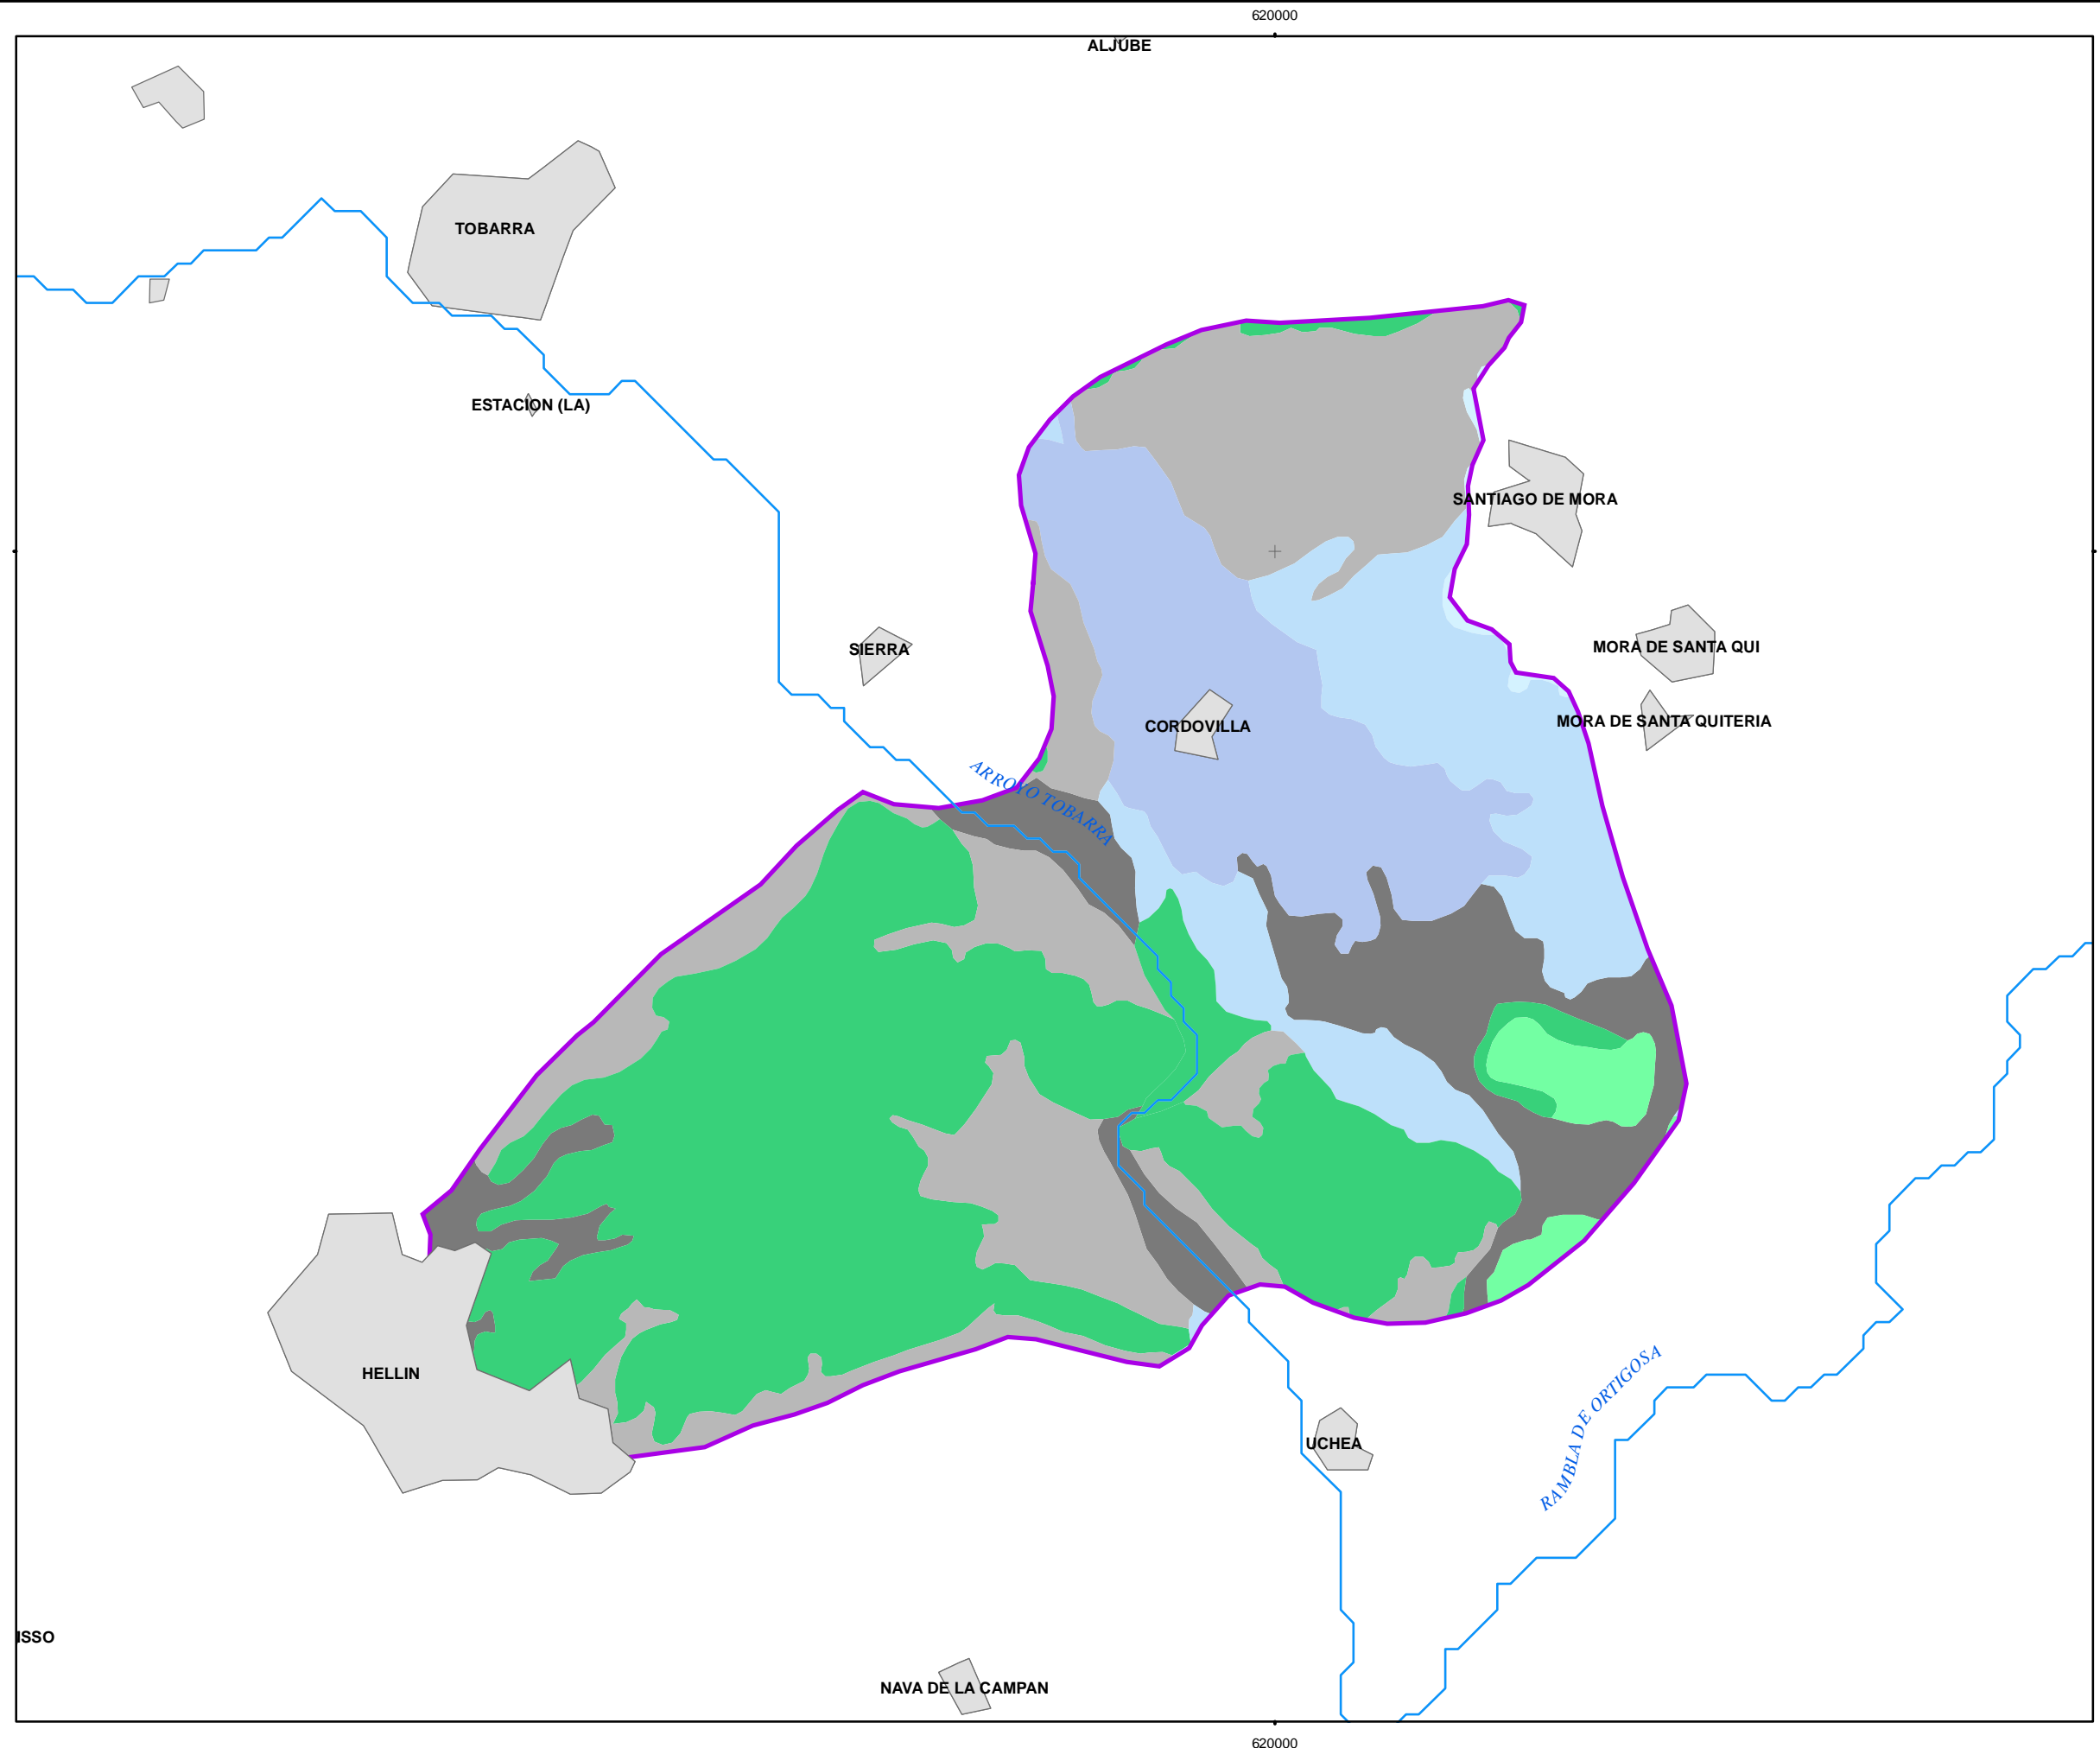 620000
ALJUBE
TOBARRA
ESTACION (LA)
SANTIAGO DE MORA
SIERRA
MORA DE SANTA QUI
MORA DE SANTA QUITERIA
CORDOVILLA
ARROYO TOBARRA
HELLIN
RAMBLA DE ORTIGOSA
UCHEA
ISSO
NAVA DE LA CAMPAN
620000